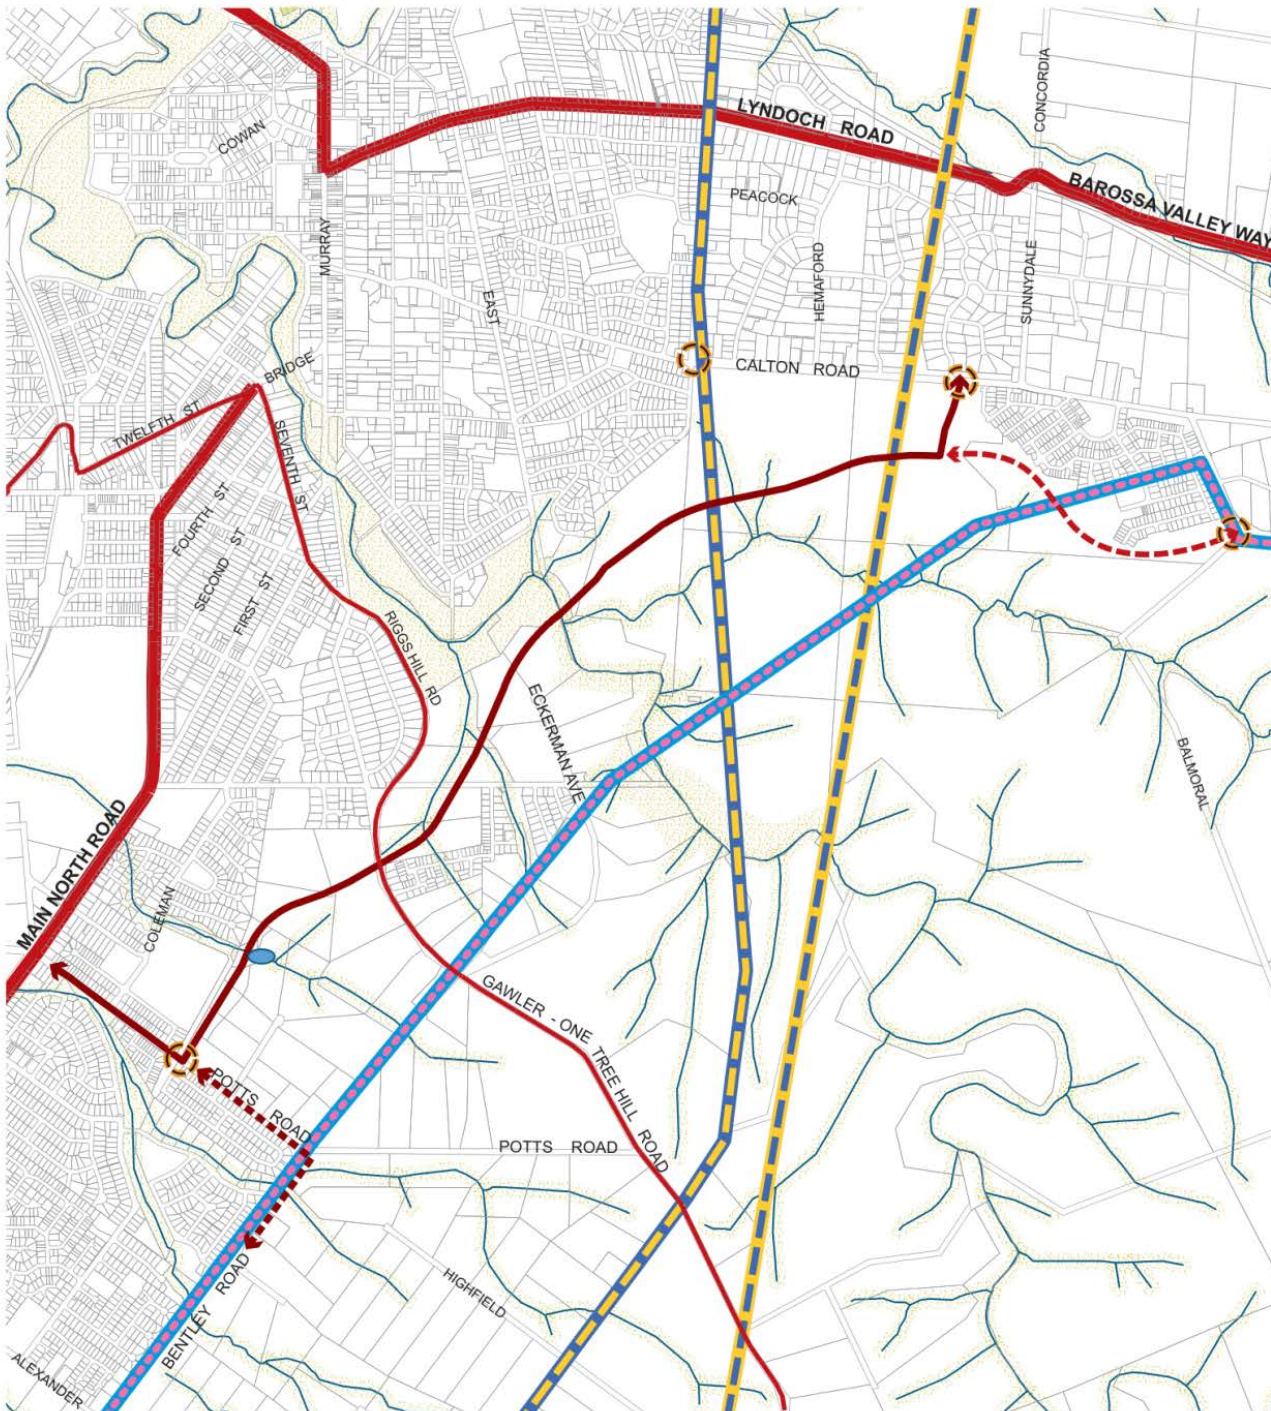 CONCORDIA
LYNDOCH ROAD
COWAN
BAROSSA VALLEY WAY
PEACOCK
MURRAY
HEMAFORD
SUNNYDALE
EAST
BRIDGE
CALTON ROAD
TWELFTH ST
SEVENTH ST
FOURTH ST
SECOND ST
FIRST ST
RIGGS HILL RD
ECKERMAN AVE
BALMORAL
MAIN NORTH ROAD
COLEMAN
GAWLER - ONE TREE HILL ROAD
POTTS ROAD
POTTS ROAD
HIGHFIELD
BENTLEY ROAD
ALEXANDER